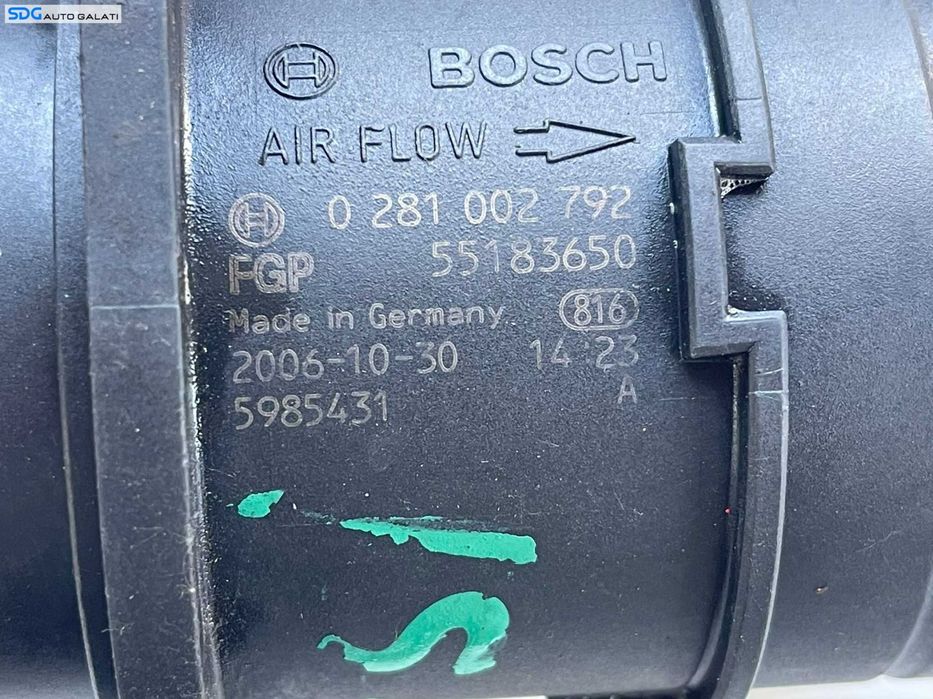 SDG AUTO GALATI
BOSCH
AIR FLOW
0 281 002 792
FGP 55183650
Made in Germany 816
2006-10-30 14:23
5985431 A